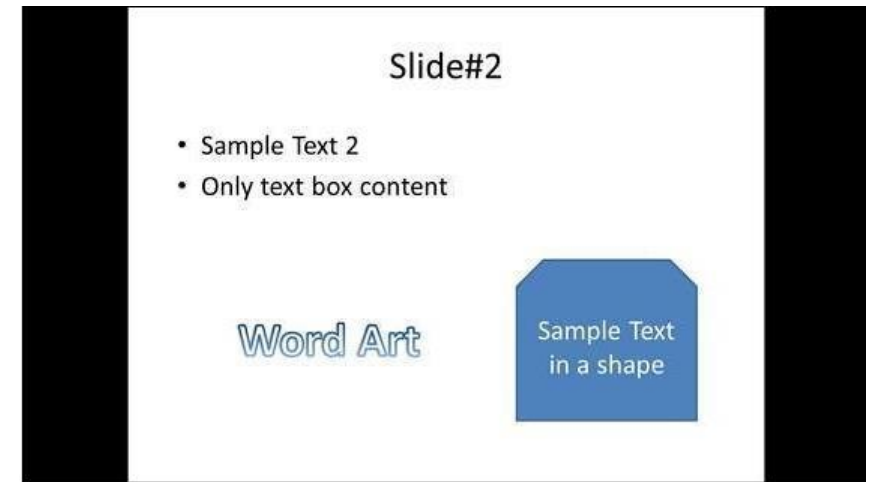 Slide#2
• Sample Text 2
• Only text box content
Word Art
Sample Text
in a shape